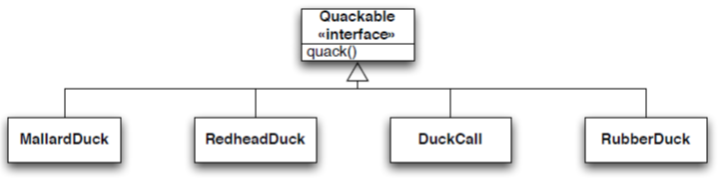 Quackable
«interface»
quack()
MallardDuck
RedheadDuck
DuckCall
RubberDuck